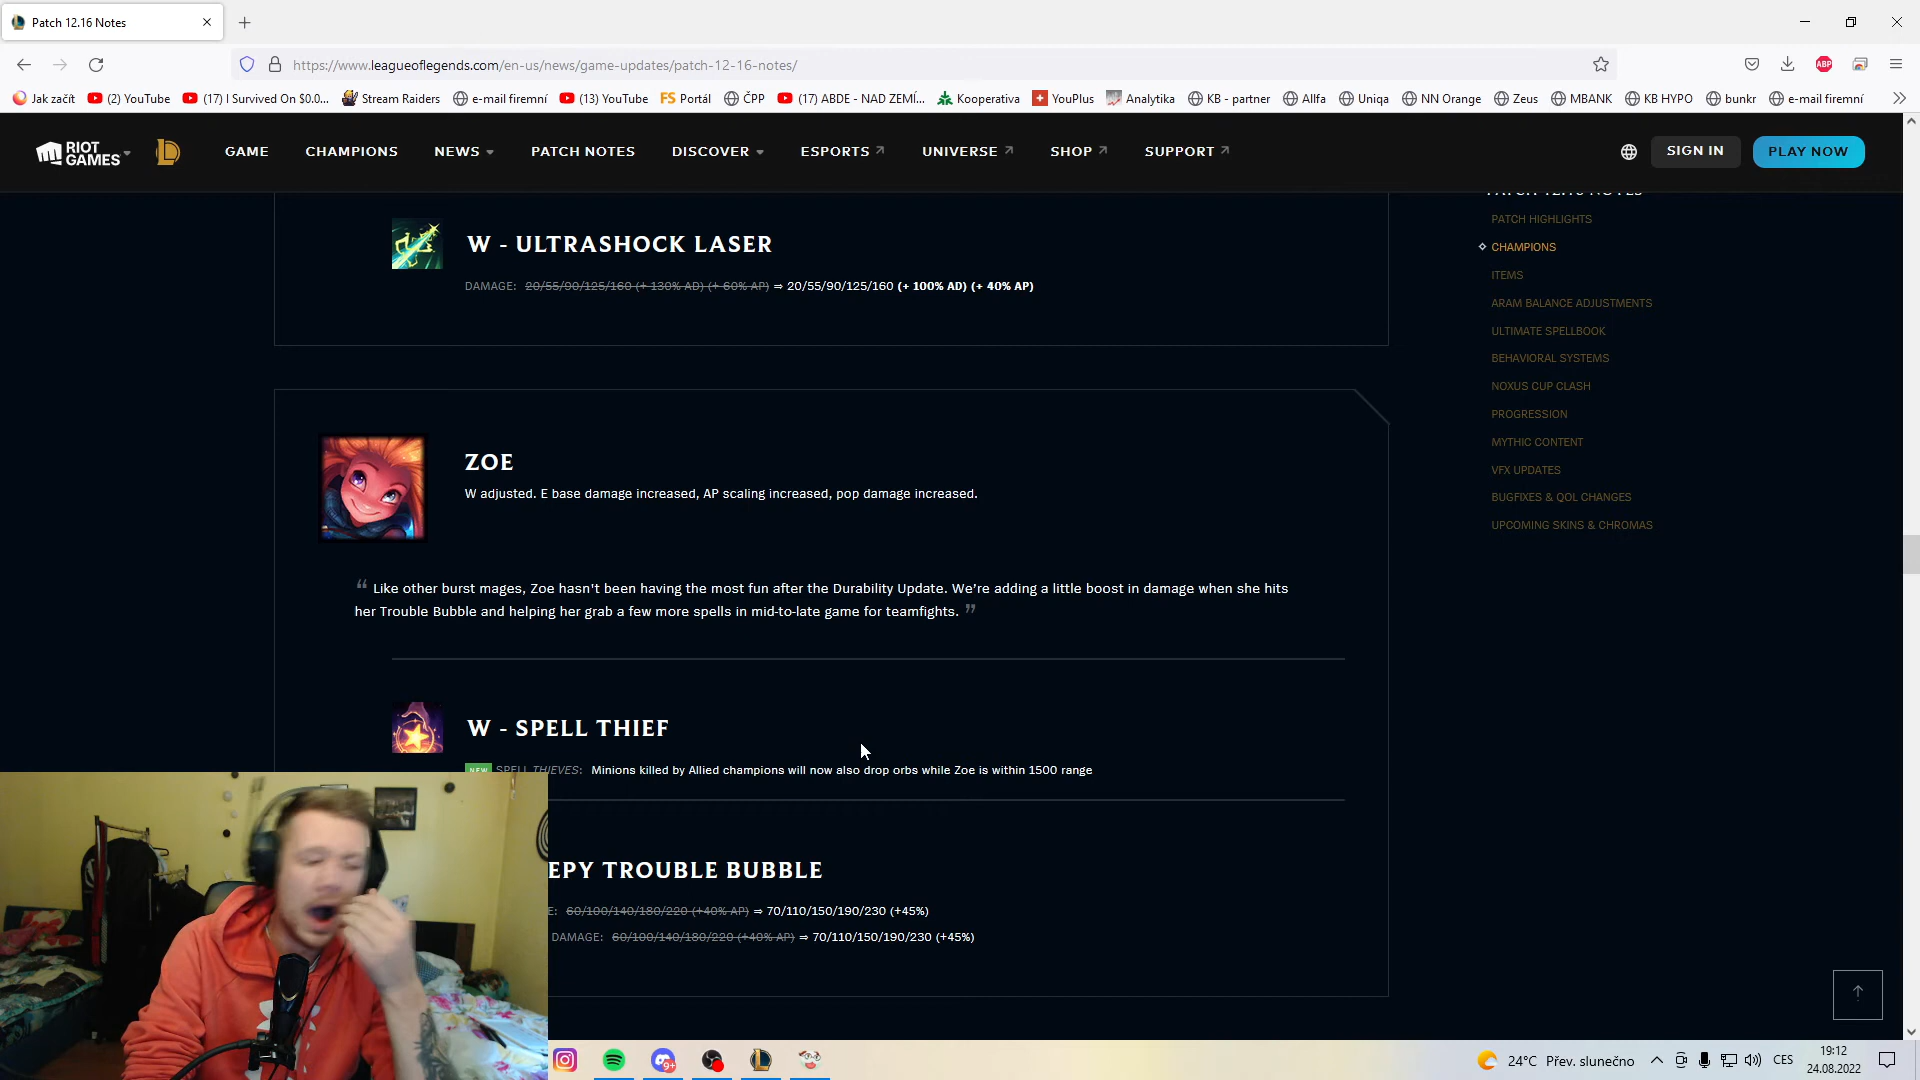 Patch 12.16 Notes
https://www.leagueoflegends.com/en-us/news/game-updates/patch-12-16-notes/
ABP
Jak začít
(2) YouTube
(17) I Survived On $0.0...
Stream Raiders
e-mail firemní
(13) YouTube
FS Portál
ČPP
(17) ABDE - NAD ZEMÍ...
Kooperativa
YouPlus
Analytika
KB - partner
Allfa
Uniqa
NN Orange
Zeus
MBANK
KB HYPO
bunkr
e-mail firemní
RIOT GAMES
GAME
CHAMPIONS
NEWS
PATCH NOTES
DISCOVER
ESPORTS
UNIVERSE
SHOP
SUPPORT
SIGN IN
PLAY NOW
W - ULTRASHOCK LASER
DAMAGE: 20/55/90/125/160 (+ 130% AD) (+ 60% AP) ⇒ 20/55/90/125/160 (+ 100% AD) (+ 40% AP)
ZOE
W adjusted. E base damage increased, AP scaling increased, pop damage increased.
“ Like other burst mages, Zoe hasn't been having the most fun after the Durability Update. We’re adding a little boost in damage when she hits
her Trouble Bubble and helping her grab a few more spells in mid-to-late game for teamfights. ”
W - SPELL THIEF
NEW SPELL THIEVES: Minions killed by Allied champions will now also drop orbs while Zoe is within 1500 range
EPY TROUBLE BUBBLE
E: 60/100/140/180/220 (+40% AP) ⇒ 70/110/150/190/230 (+45%)
DAMAGE: 60/100/140/180/220 (+40% AP) ⇒ 70/110/150/190/230 (+45%)
PATCH 12.16 NOTES
PATCH HIGHLIGHTS
CHAMPIONS
ITEMS
ARAM BALANCE ADJUSTMENTS
ULTIMATE SPELLBOOK
BEHAVIORAL SYSTEMS
NOXUS CUP CLASH
PROGRESSION
MYTHIC CONTENT
VFX UPDATES
BUGFIXES & QOL CHANGES
UPCOMING SKINS & CHROMAS
9+
24°C Přev. slunečno
CES
19:12
24.08.2022